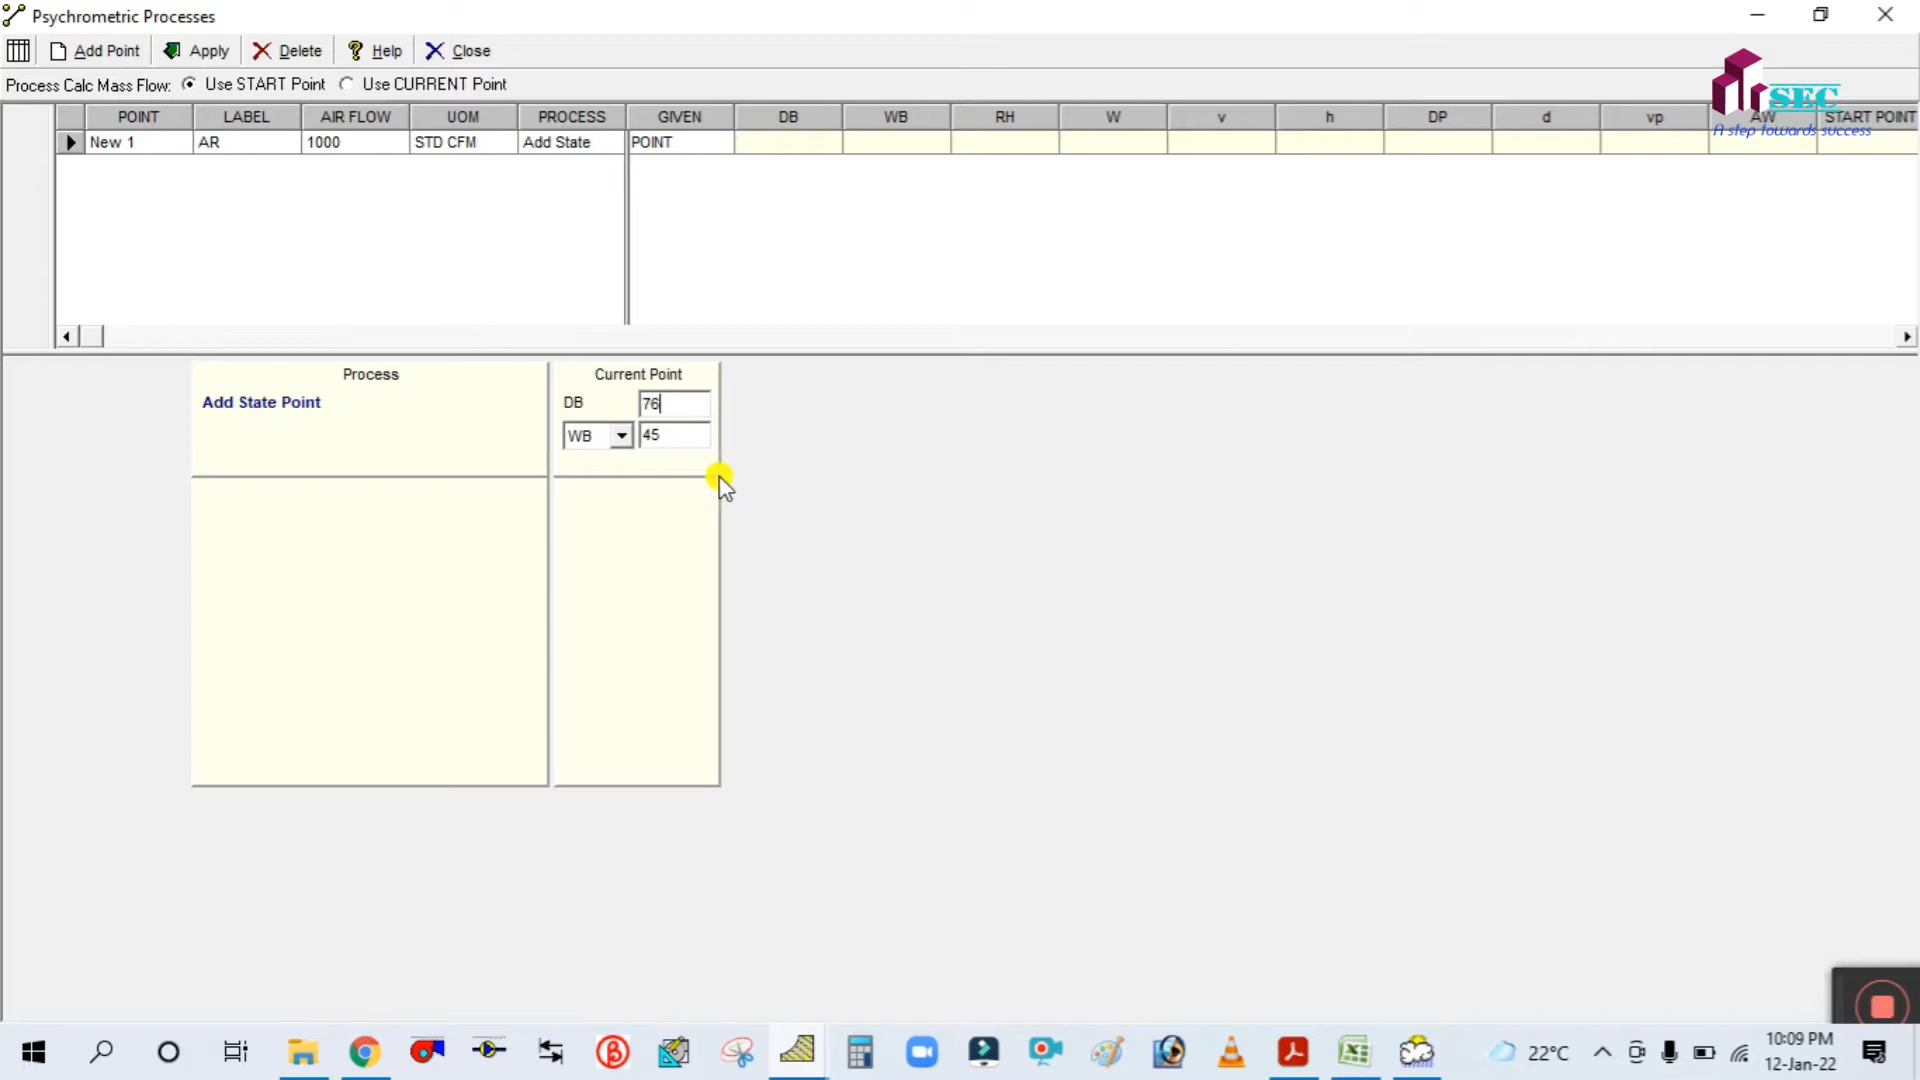 Psychrometric Processes
Add Point Apply Delete Help Close
Process Calc Mass Flow: Use START Point Use CURRENT Point
SEC
A step towards success
POINT LABEL AIR FLOW UOM PROCESS GIVEN DB WB RH W v h DP d vp AW START POINT
New 1 AR 1000 STD CFM Add State POINT
Process Current Point
Add State Point DB 76
WB 45
22°C
10:09 PM
12-Jan-22